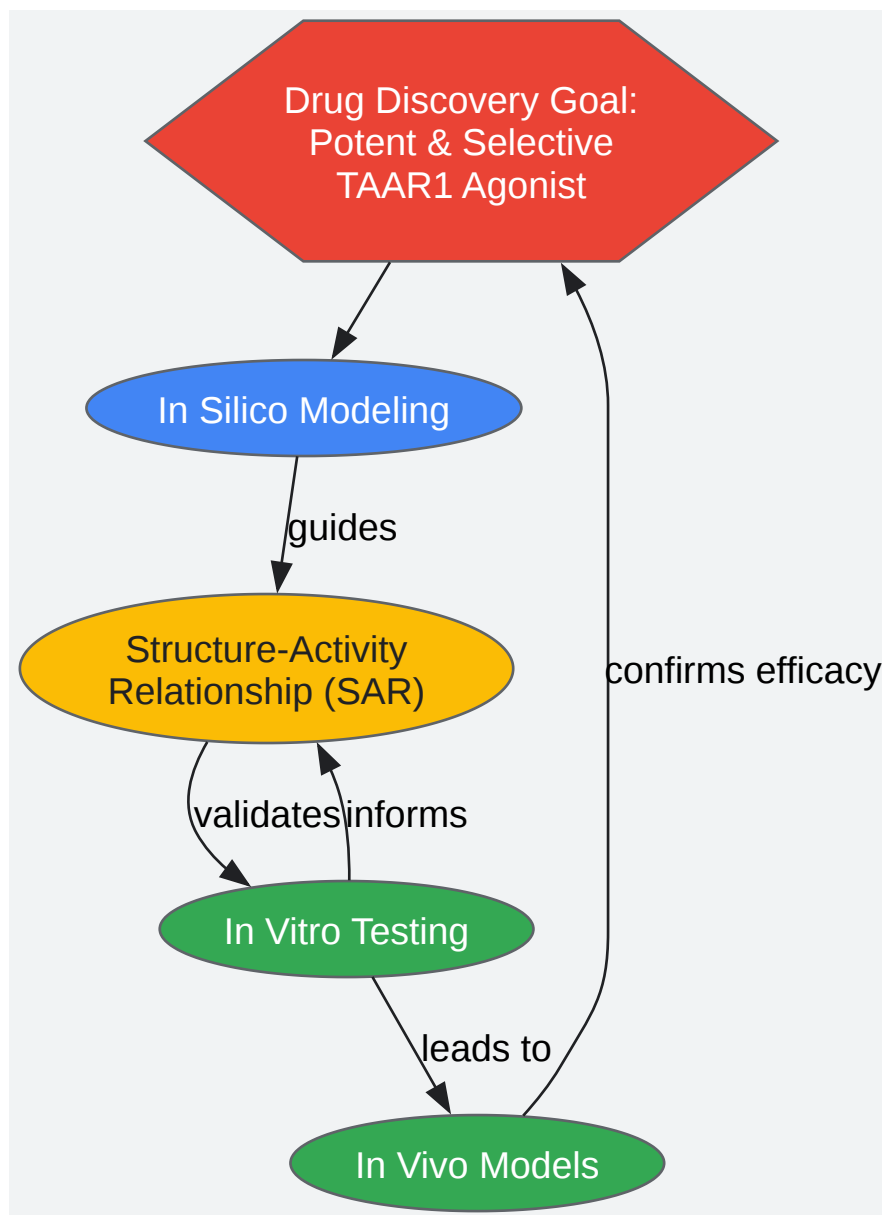 Drug Discovery Goal:
Potent & Selective
TAAR1 Agonist
In Silico Modeling
guides
Structure-Activity
Relationship (SAR)
confirms efficacy
validates
informs
In Vitro Testing
leads to
In Vivo Models